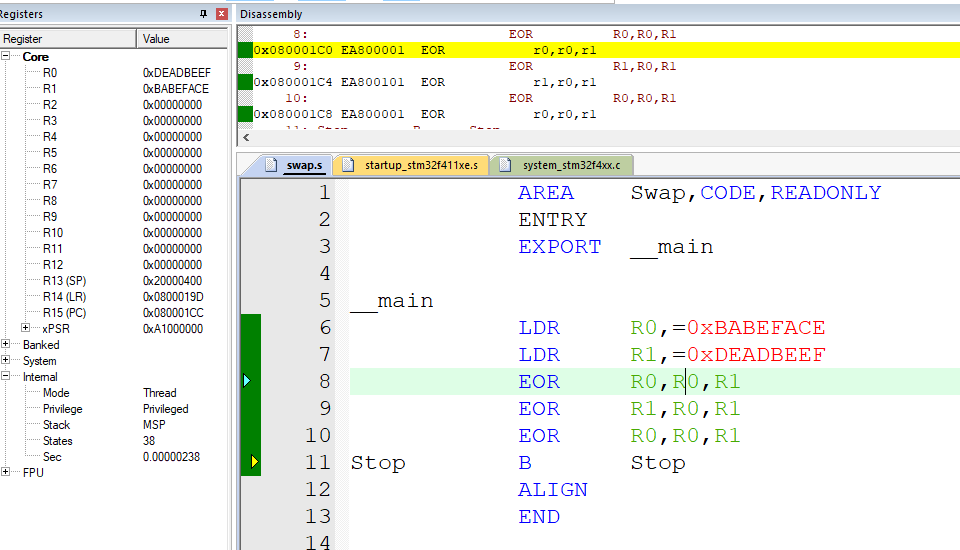 Registers
Register Value
Core
R0 0xDEADBEEF
R1 0xBABEFACE
R2 0x00000000
R3 0x00000000
R4 0x00000000
R5 0x00000000
R6 0x00000000
R7 0x00000000
R8 0x00000000
R9 0x00000000
R10 0x00000000
R11 0x00000000
R12 0x00000000
R13 (SP) 0x20000400
R14 (LR) 0x0800019D
R15 (PC) 0x080001CC
xPSR 0xA1000000
Banked
System
Internal
Mode Thread
Privilege Privileged
Stack MSP
States 38
Sec 0.00000238
FPU
Disassembly
8: EOR R0,R0,R1
0x080001C0 EA800001 EOR r0,r0,r1
9: EOR R1,R0,R1
0x080001C4 EA800101 EOR r1,r0,r1
10: EOR R0,R0,R1
0x080001C8 EA800001 EOR r0,r0,r1
11: Stop B Stop
swap.s startup_stm32f411xe.s system_stm32f4xx.c
1 AREA Swap,CODE,READONLY
2 ENTRY
3 EXPORT __main
4
5 __main
6 LDR R0,=0xBABEFACE
7 LDR R1,=0xDEADBEEF
8 EOR R0,R0,R1
9 EOR R1,R0,R1
10 EOR R0,R0,R1
11 Stop B Stop
12 ALIGN
13 END
14